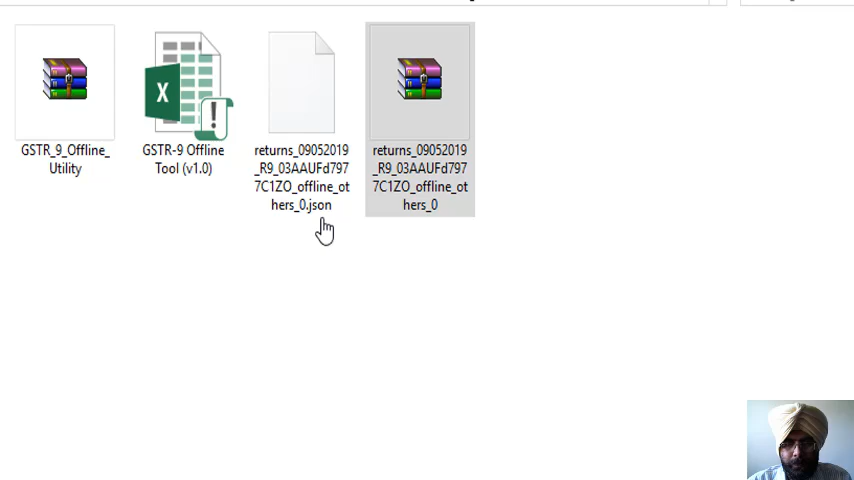 GSTR_9_Offline_
Utility
GSTR-9 Offline
Tool (v1.0)
returns_09052019
_R9_03AAUFd797
7C1ZO_offline_ot
hers_0.json
returns_09052019
_R9_03AAUFd797
7C1ZO_offline_ot
hers_0